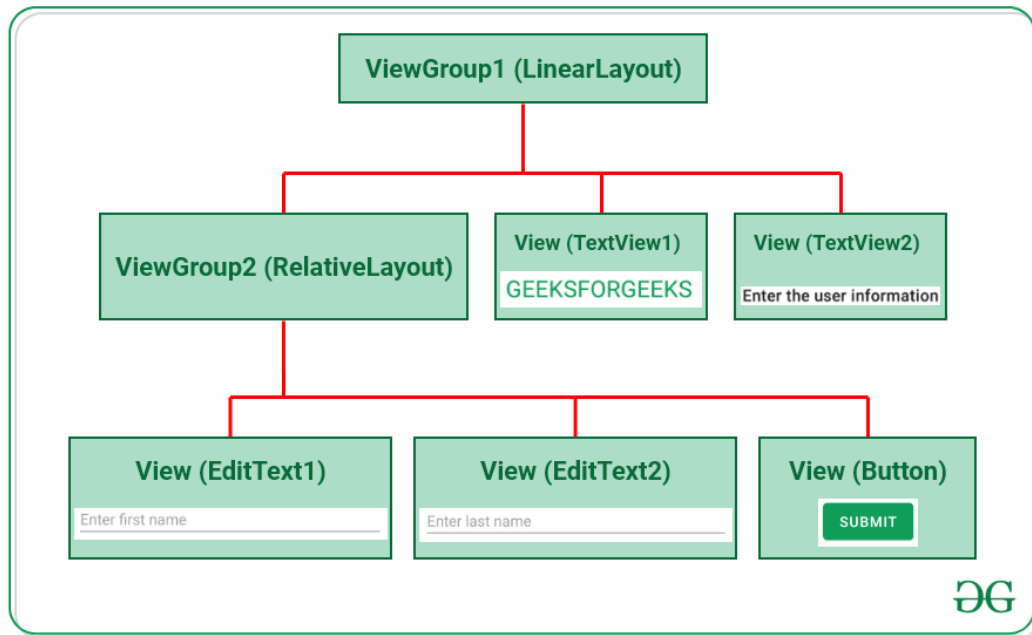 ViewGroup1 (LinearLayout)
ViewGroup2 (RelativeLayout)
View (TextView1)
GEEKSFORGEEKS
View (TextView2)
Enter the user information
View (EditText1)
Enter first name
View (EditText2)
Enter last name
View (Button)
SUBMIT